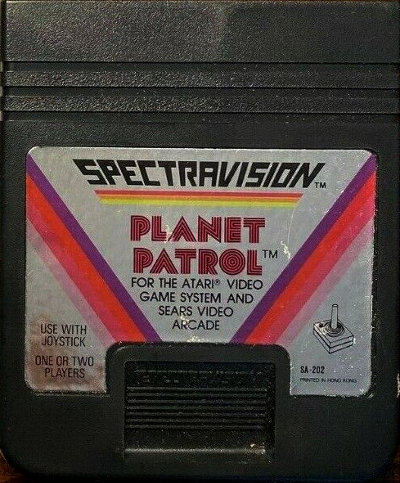 SPECTRAVISION™
PLANET
PATROL™
FOR THE ATARI® VIDEO
GAME SYSTEM AND
SEARS VIDEO
ARCADE
USE WITH
JOYSTICK
ONE OR TWO
PLAYERS
SA-202
PRINTED IN HONG KONG